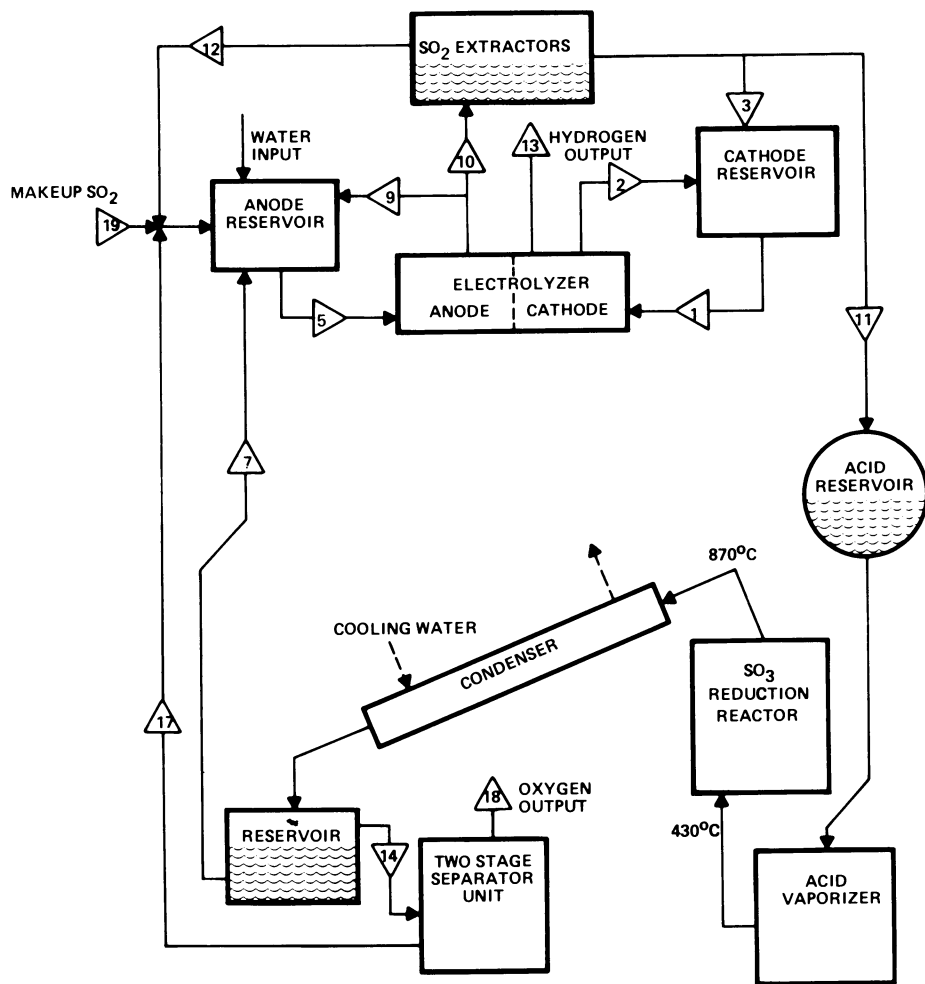 SO2 EXTRACTORS
12
3
WATER
INPUT
10
13
HYDROGEN
OUTPUT
2
CATHODE
RESERVOIR
MAKEUP SO2
19
ANODE
RESERVOIR
9
ELECTROLYZER
ANODE
CATHODE
5
1
11
7
ACID
RESERVOIR
870°C
COOLING WATER
CONDENSER
SO3
REDUCTION
REACTOR
17
18
OXYGEN
OUTPUT
RESERVOIR
14
430°C
TWO STAGE
SEPARATOR
UNIT
ACID
VAPORIZER